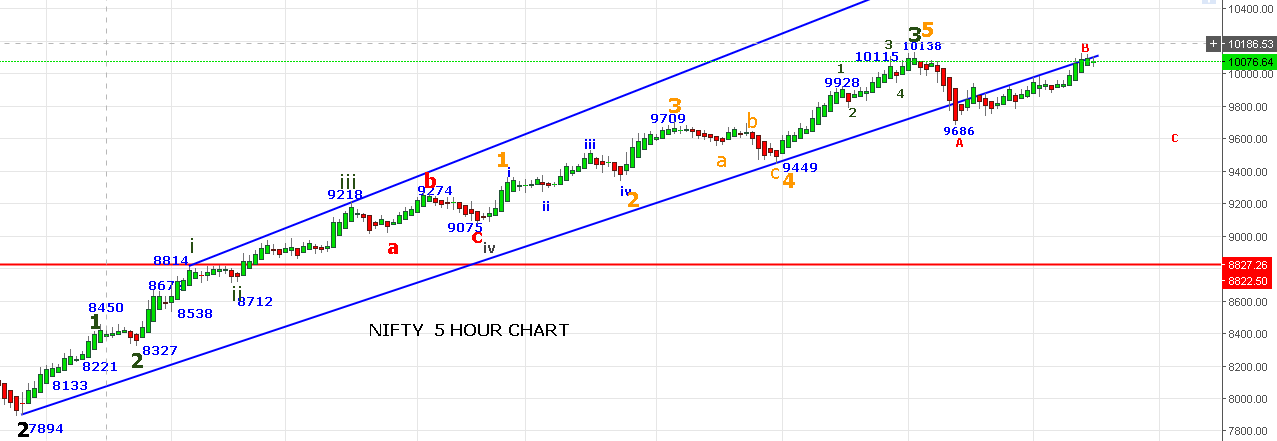 10400.00
3 5
B
3
10138
+ 10186.53
10115
10076.64
1
10000.00
9928
4
2
9800.00
3
9709
b
9686
A
C
9600.00
iii
1
a
9449
9400.00
iii
b
i
c 4
9218
9274
iv
2
9200.00
ii
9075
c
a
iv
9000.00
i
8814
8827.26
8822.50
867
ii
8712
8600.00
8450
8538
1
NIFTY 5 HOUR CHART
8400.00
8327
2
8221
8200.00
8133
8000.00
2
7894
7800.00